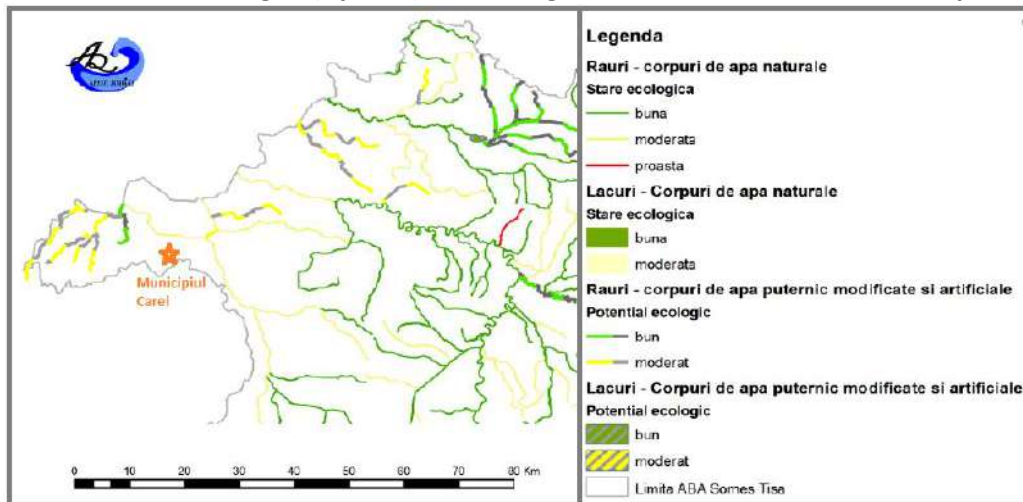 Municipiul
Carei
0 10 20 30 40 50 60 70 80 Km
Legenda
Rauri - corpuri de apa naturale
Stare ecologica
buna
moderata
proasta
Lacuri - Corpuri de apa naturale
Stare ecologica
buna
moderata
Rauri - corpuri de apa puternic modificate si artificiale
Potential ecologic
bun
moderat
Lacuri - Corpuri de apa puternic modificate si artificiale
Potential ecologic
bun
moderat
Limita ABA Somes Tisa